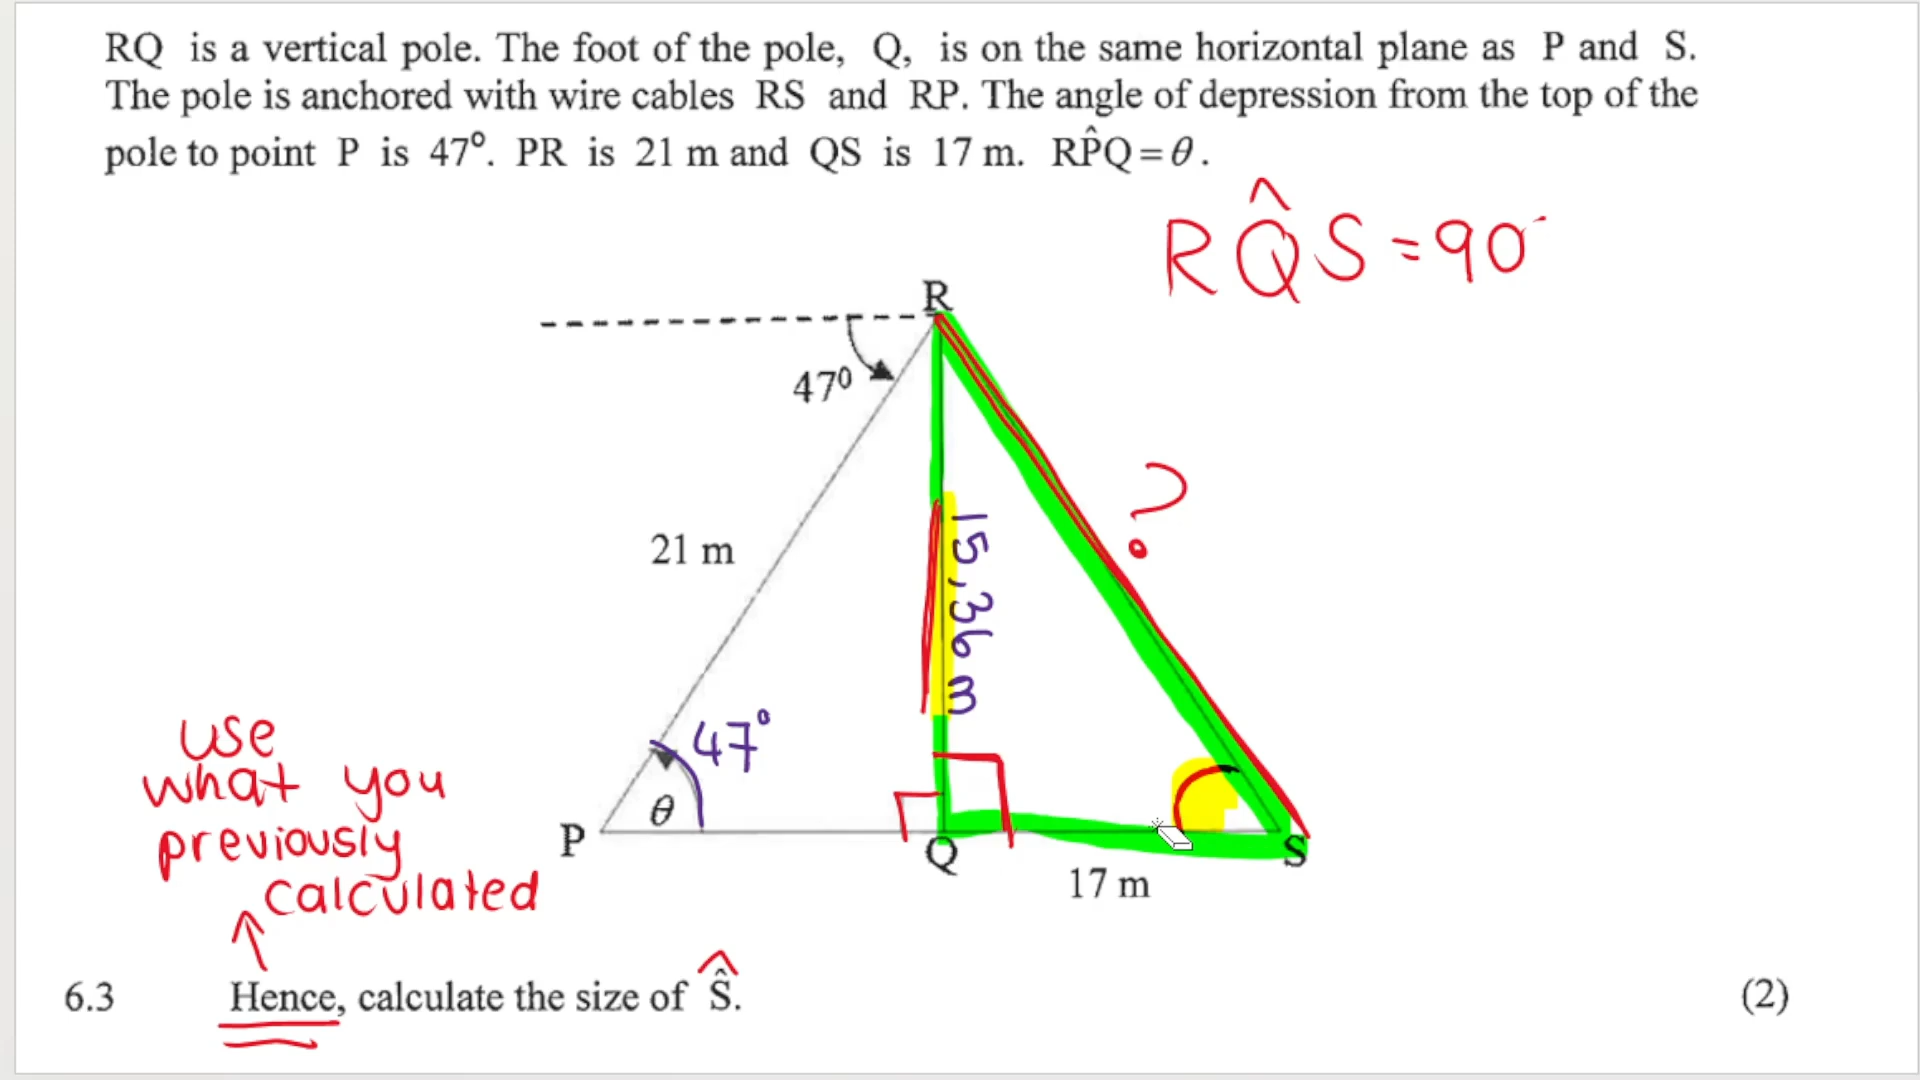 RQ is a vertical pole. The foot of the pole, Q, is on the same horizontal plane as P and S.
The pole is anchored with wire cables RS and RP. The angle of depression from the top of the
pole to point P is 47°. PR is 21 m and QS is 17 m. RP̂Q = θ.
RQ̂S = 90°
R
47⁰
?
21 m
15,36 m
47°
θ
P
Q
S
17 m
use
what you
previously
calculated
6.3 Hence, calculate the size of Ŝ. (2)